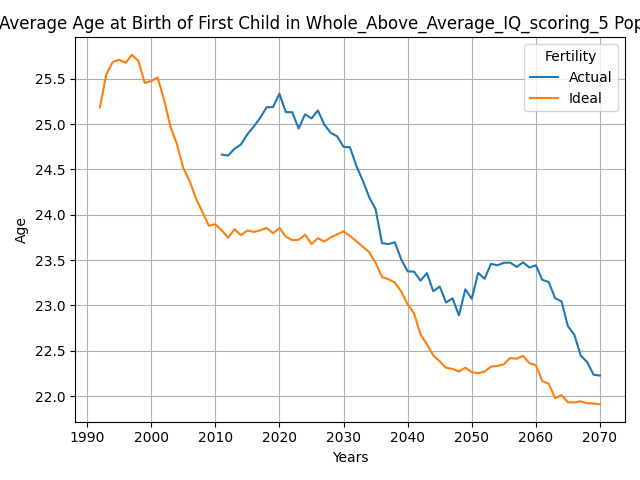 Average Age at Birth of First Child in Whole_Above_Average_IQ_scoring_5 Pop
Fertility
Actual
Ideal
25.5
25.0
24.5
24.0
23.5
23.0
22.5
22.0
Age
1990 2000 2010 2020 2030 2040 2050 2060 2070
Years